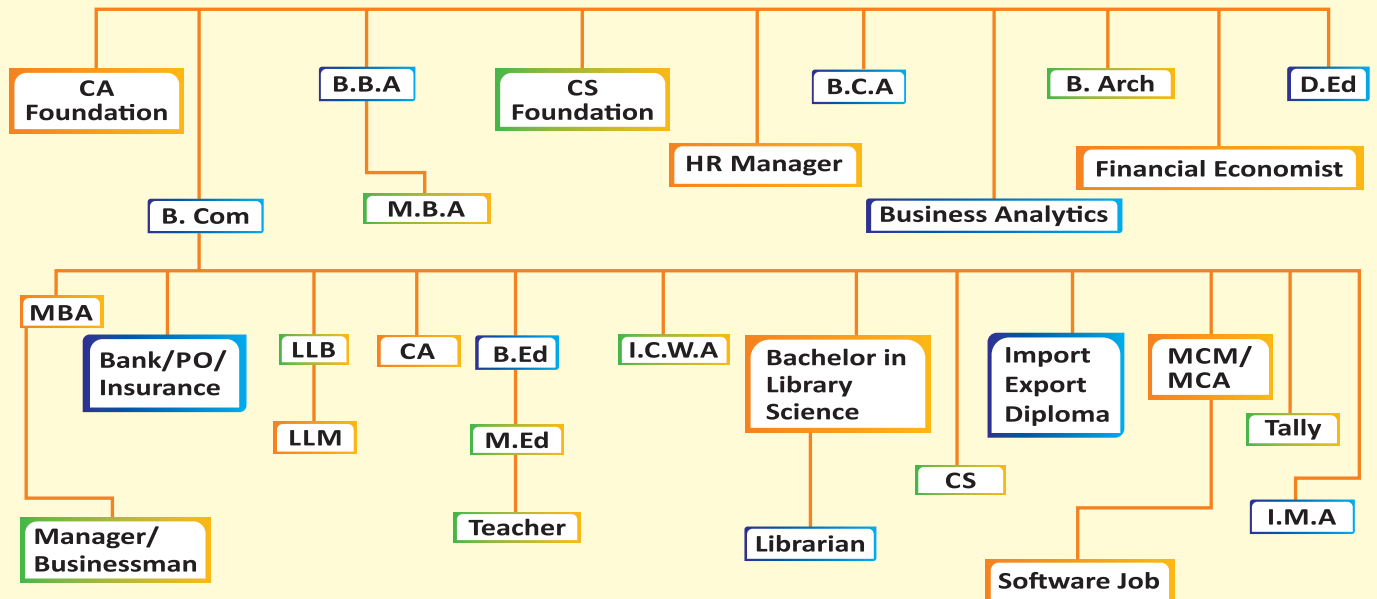 CA
Foundation
B.B.A
CS
Foundation
HR Manager
B.C.A
Business Analytics
B. Arch
Financial Economist
D.Ed
B. Com
M.B.A
MBA
Manager/
Businessman
Bank/PO/
Insurance
LLB
LLM
CA
B.Ed
M.Ed
Teacher
I.C.W.A
Bachelor in
Library
Science
Librarian
CS
Import
Export
Diploma
MCM/
MCA
Software Job
Tally
I.M.A